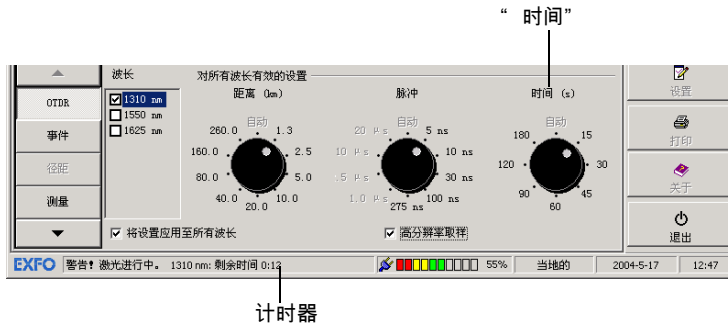 “ 时间”
波长
对所有波长有效的设置
1310 nm
1550 nm
1625 nm
距离 (km)
自动
1.3
2.5
5.0
10.0
20.0
40.0
80.0
160.0
260.0
脉冲
自动
5 ns
10 ns
30 ns
100 ns
275 ns
1.0 μs
2.5 μs
10 μs
20 μs
时间 (s)
自动
15
30
45
60
90
120
180
将设置应用至所有波长
高分辨率取样
OTDR
事件
径距
测量
设置
打印
关于
退出
EXFO 警告! 激光进行中。 1310 nm: 剩余时间 0:12 55% 当地的 2004-5-17 12:47
计时器